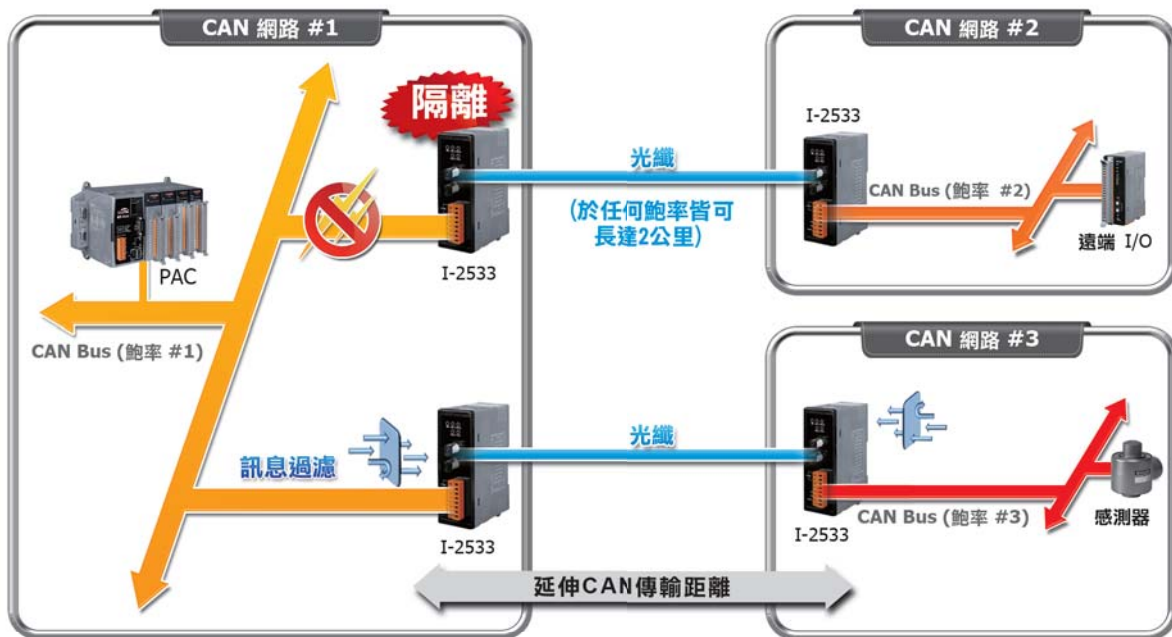 CAN 網路 #1
隔離
I-2533
PAC
CAN Bus (鮑率 #1)
訊息過濾
I-2533
光纖
(於任何鮑率皆可
長達2公里)
光纖
延伸CAN傳輸距離
CAN 網路 #2
I-2533
CAN Bus (鮑率 #2)
遠端 I/O
CAN 網路 #3
I-2533
CAN Bus (鮑率 #3)
感測器